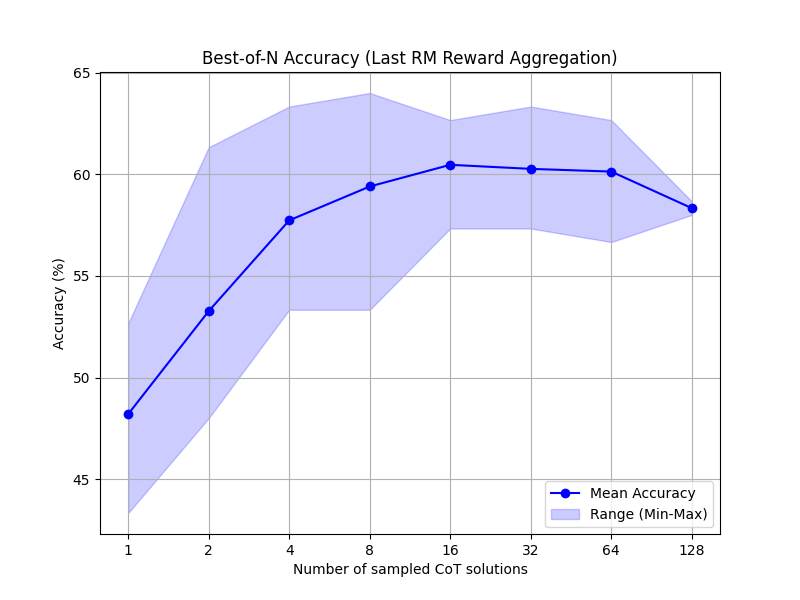 Best-of-N Accuracy (Last RM Reward Aggregation)
65
60
55
50
45
Accuracy (%)
1 2 4 8 16 32 64 128
Number of sampled CoT solutions
Mean Accuracy
Range (Min-Max)